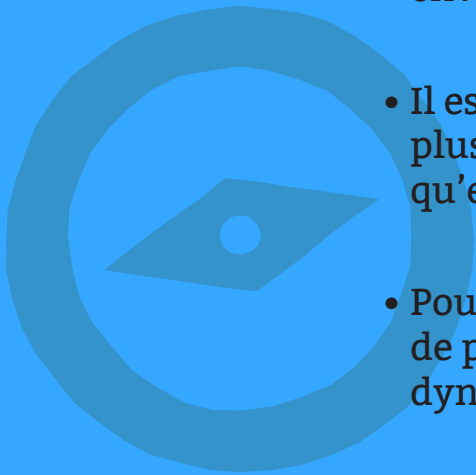 • Il es
plus
qu'e
• Pou
de p
dyn